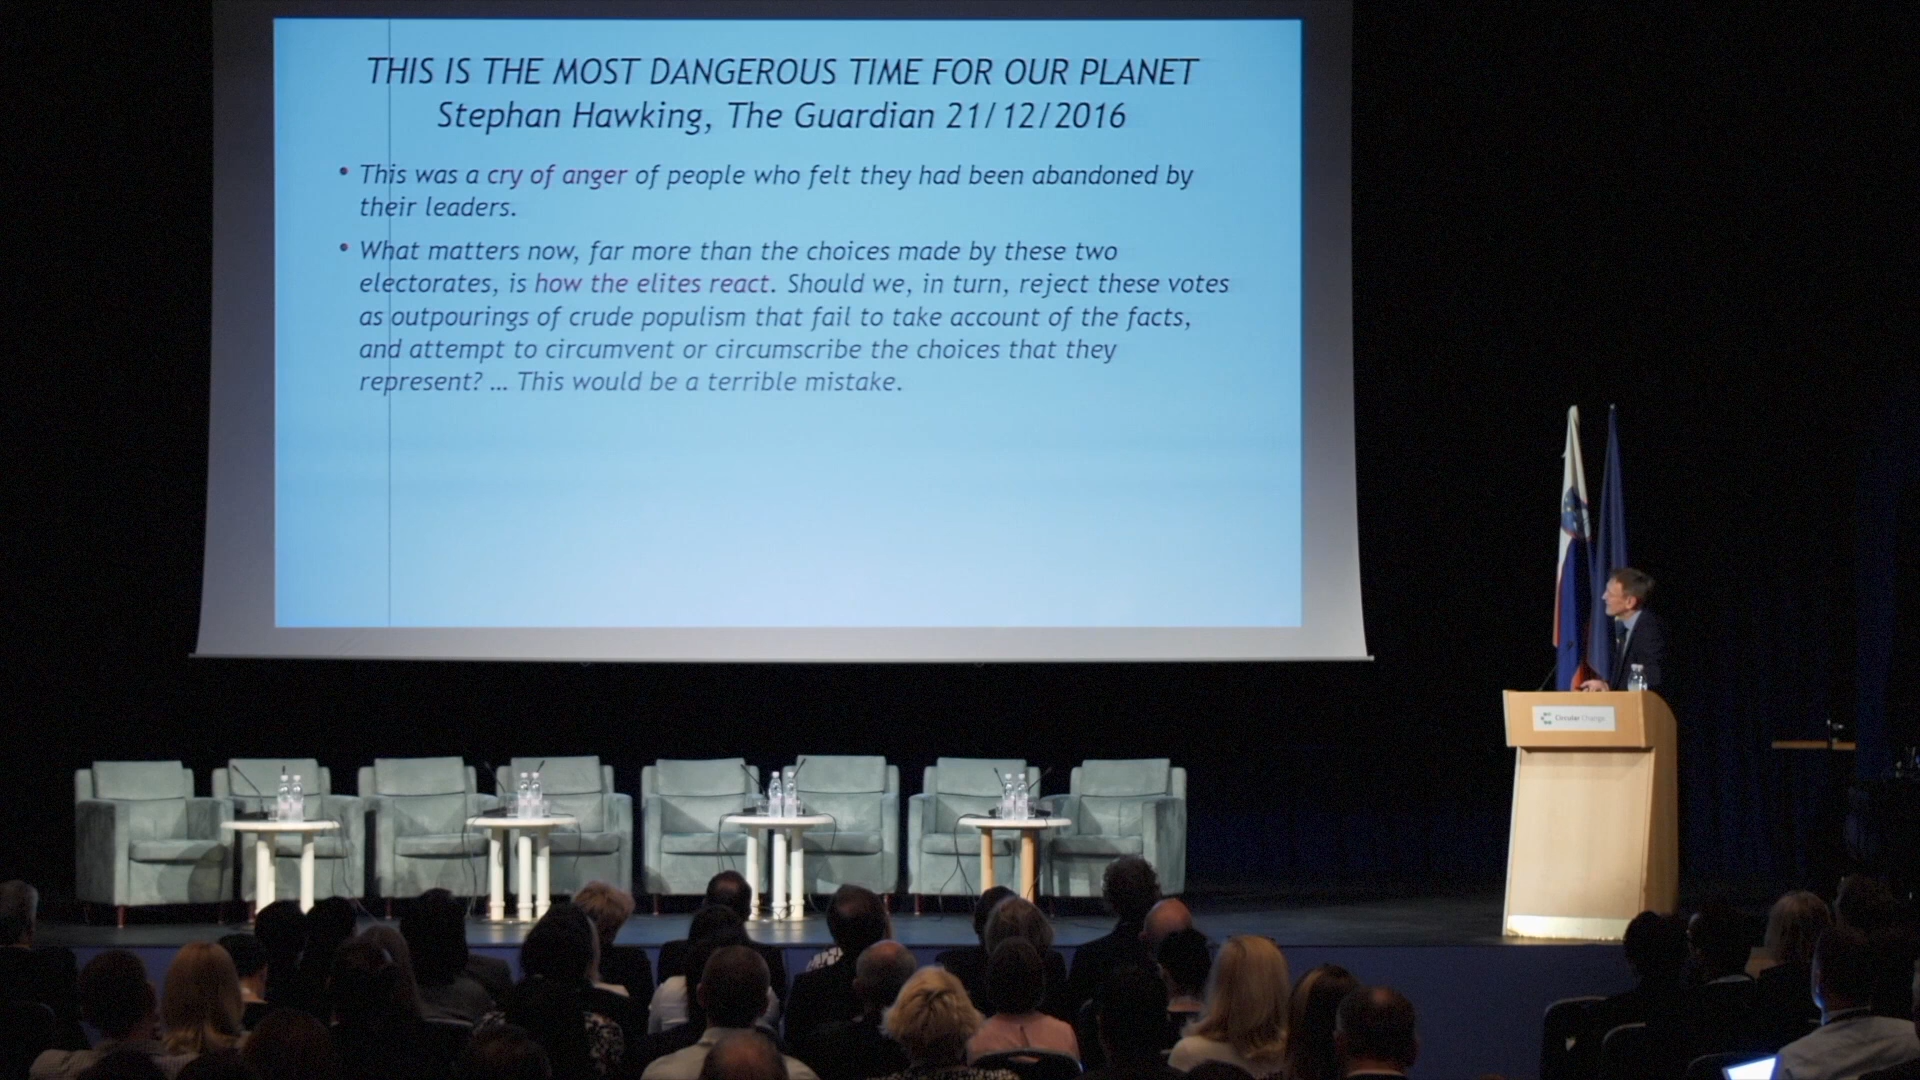 THIS IS THE MOST DANGEROUS TIME FOR OUR PLANET
Stephan Hawking, The Guardian 21/12/2016
• This was a cry of anger of people who felt they had been abandoned by
their leaders.
• What matters now, far more than the choices made by these two
electorates, is how the elites react. Should we, in turn, reject these votes
as outpourings of crude populism that fail to take account of the facts,
and attempt to circumvent or circumscribe the choices that they
represent? ... This would be a terrible mistake.
Circular Change